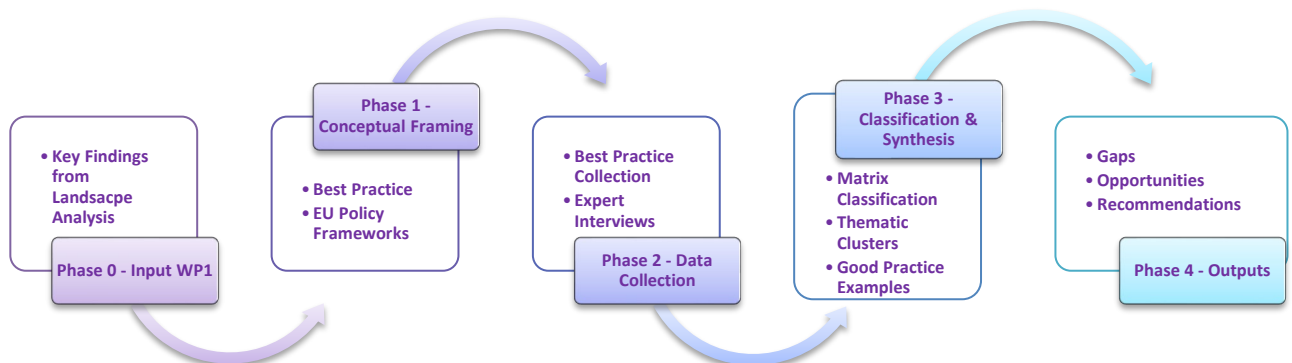 • Key Findings
from
Landsacpe
Analysis
Phase 0 - Input WP1
Phase 1 -
Conceptual Framing
• Best Practice
• EU Policy
Frameworks
• Best Practice
Collection
• Expert
Interviews
Phase 2 - Data
Collection
Phase 3 -
Classification &
Synthesis
• Matrix
Classification
• Thematic
Clusters
• Good Practice
Examples
• Gaps
• Opportunities
• Recommendations
Phase 4 - Outputs